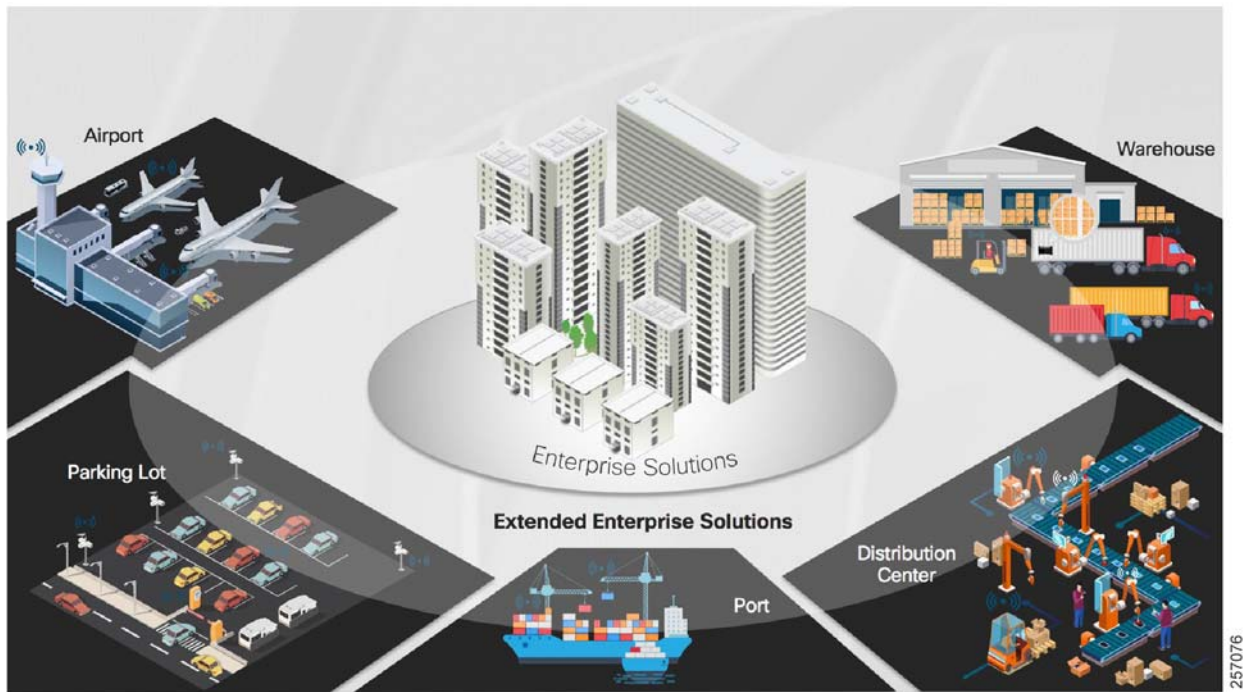 Airport
Warehouse
Enterprise Solutions
Parking Lot
Extended Enterprise Solutions
Distribution
Center
Port
257076